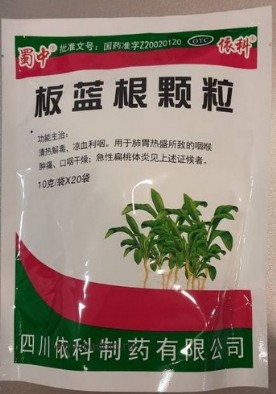 蜀中® 批准文号：国药准字Z20020120 OTC 依科®
板蓝根颗粒
功能主治：
清热解毒、凉血利咽。用于肺胃热盛所致的咽喉
肿痛、口咽干燥；急性扁桃体炎见上述证候者。
10克/袋X20袋
四川依科制药有限公司